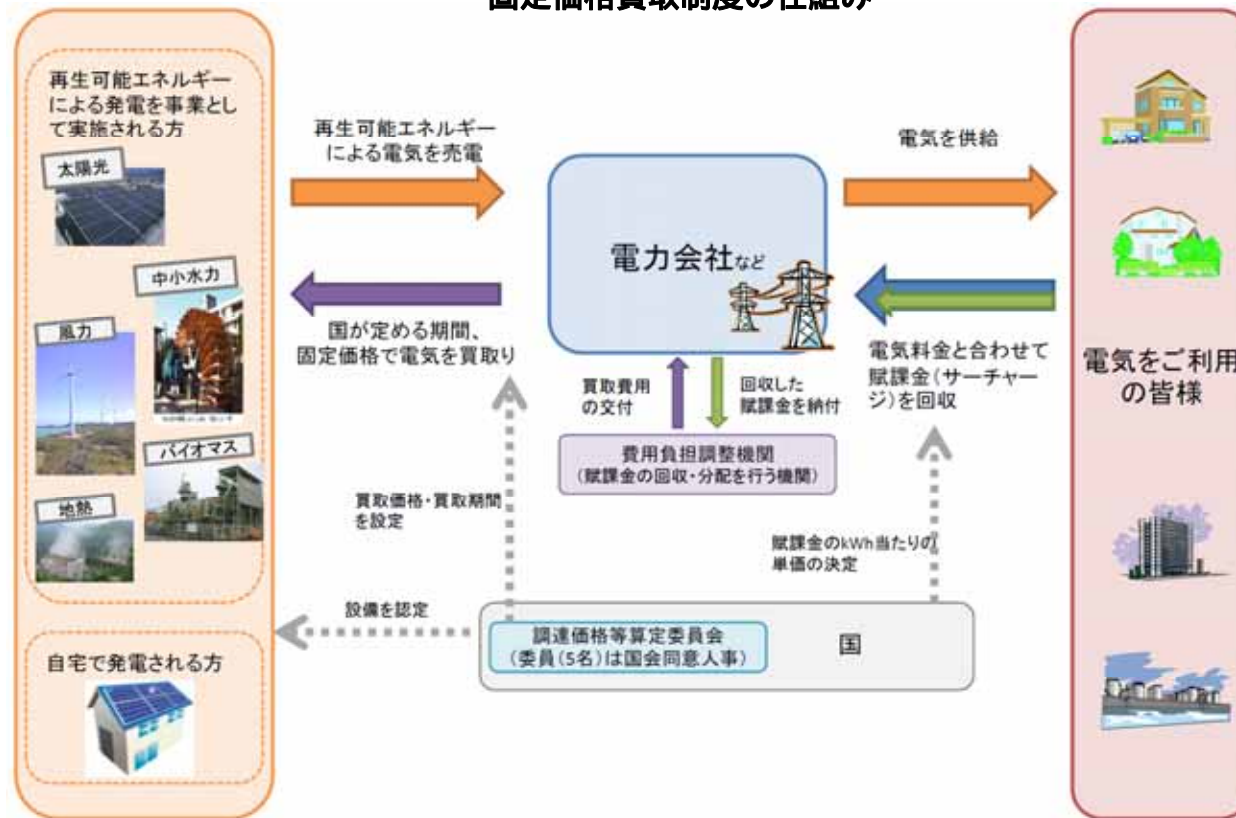 固定価格買取制度の仕組み
再生可能エネルギー
による発電を事業とし
て実施される方
太陽光
中小水力
風力
バイオマス
地熱
自宅で発電される方
再生可能エネルギー
による電気を売電
国が定める期間、
固定価格で電気を買取り
買取価格・買取期間
を設定
設備を認定
電力会社など
買取費用
の交付
回収した
賦課金を納付
費用負担調整機関
(賦課金の回収・分配を行う機関)
調達価格等算定委員会
(委員(5名)は国会同意人事)
国
電気を供給
電気料金と合わせて
賦課金(サーチャー
ジ)を回収
賦課金のkWh当たりの
単価の決定
電気をご利用
の皆様